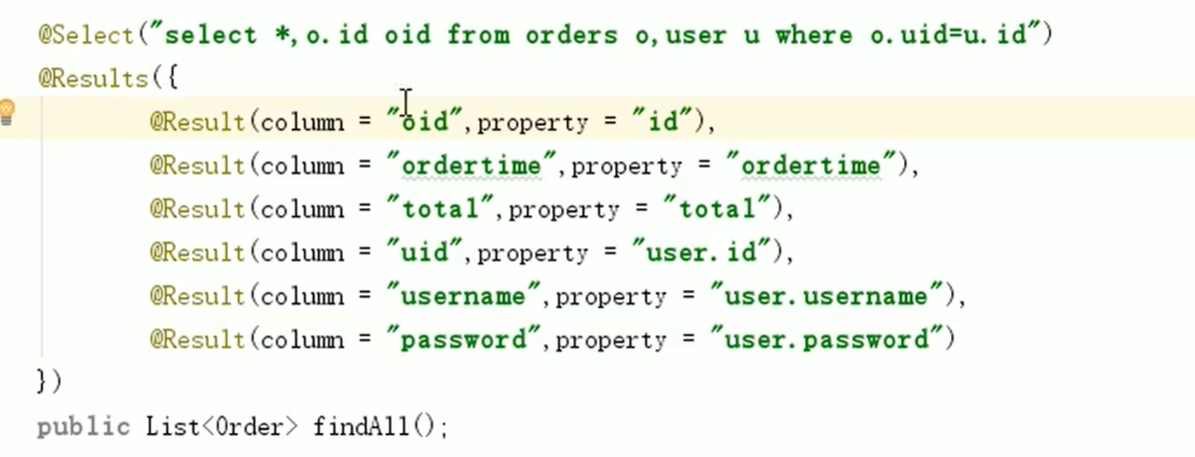 @Select("select *,o.id oid from orders o,user u where o.uid=u.id")
@Results({
@Result(column = "oid",property = "id"),
@Result(column = "ordertime",property = "ordertime"),
@Result(column = "total",property = "total"),
@Result(column = "uid",property = "user.id"),
@Result(column = "username",property = "user.username"),
@Result(column = "password",property = "user.password")
})
public List<Order> findAll();